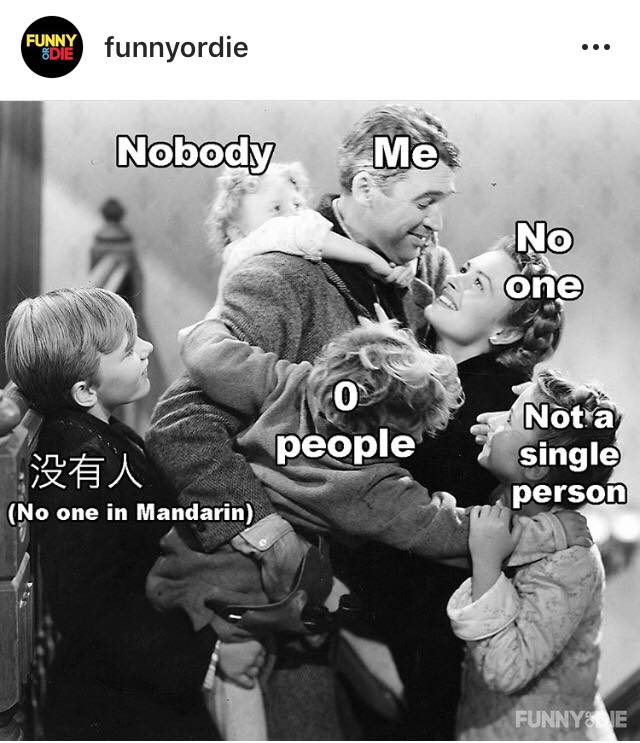 FUNNY
OR
DIE
funnyordie
Nobody
Me
No
one
0
people
Not a
single
person
没有人
(No one in Mandarin)
FUNNY OR DIE